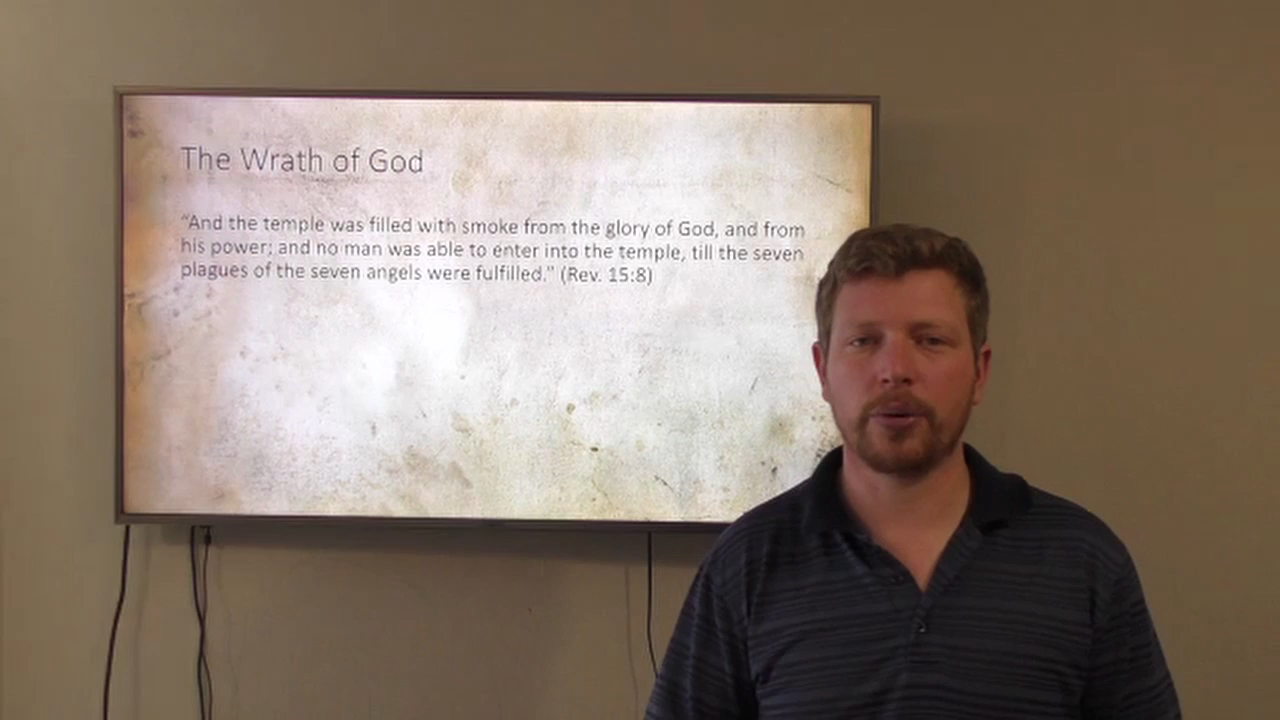 The Wrath of God
“And the temple was filled with smoke from the glory of God, and from
his power; and no man was able to enter into the temple, till the seven
plagues of the seven angels were fulfilled.” (Rev. 15:8)